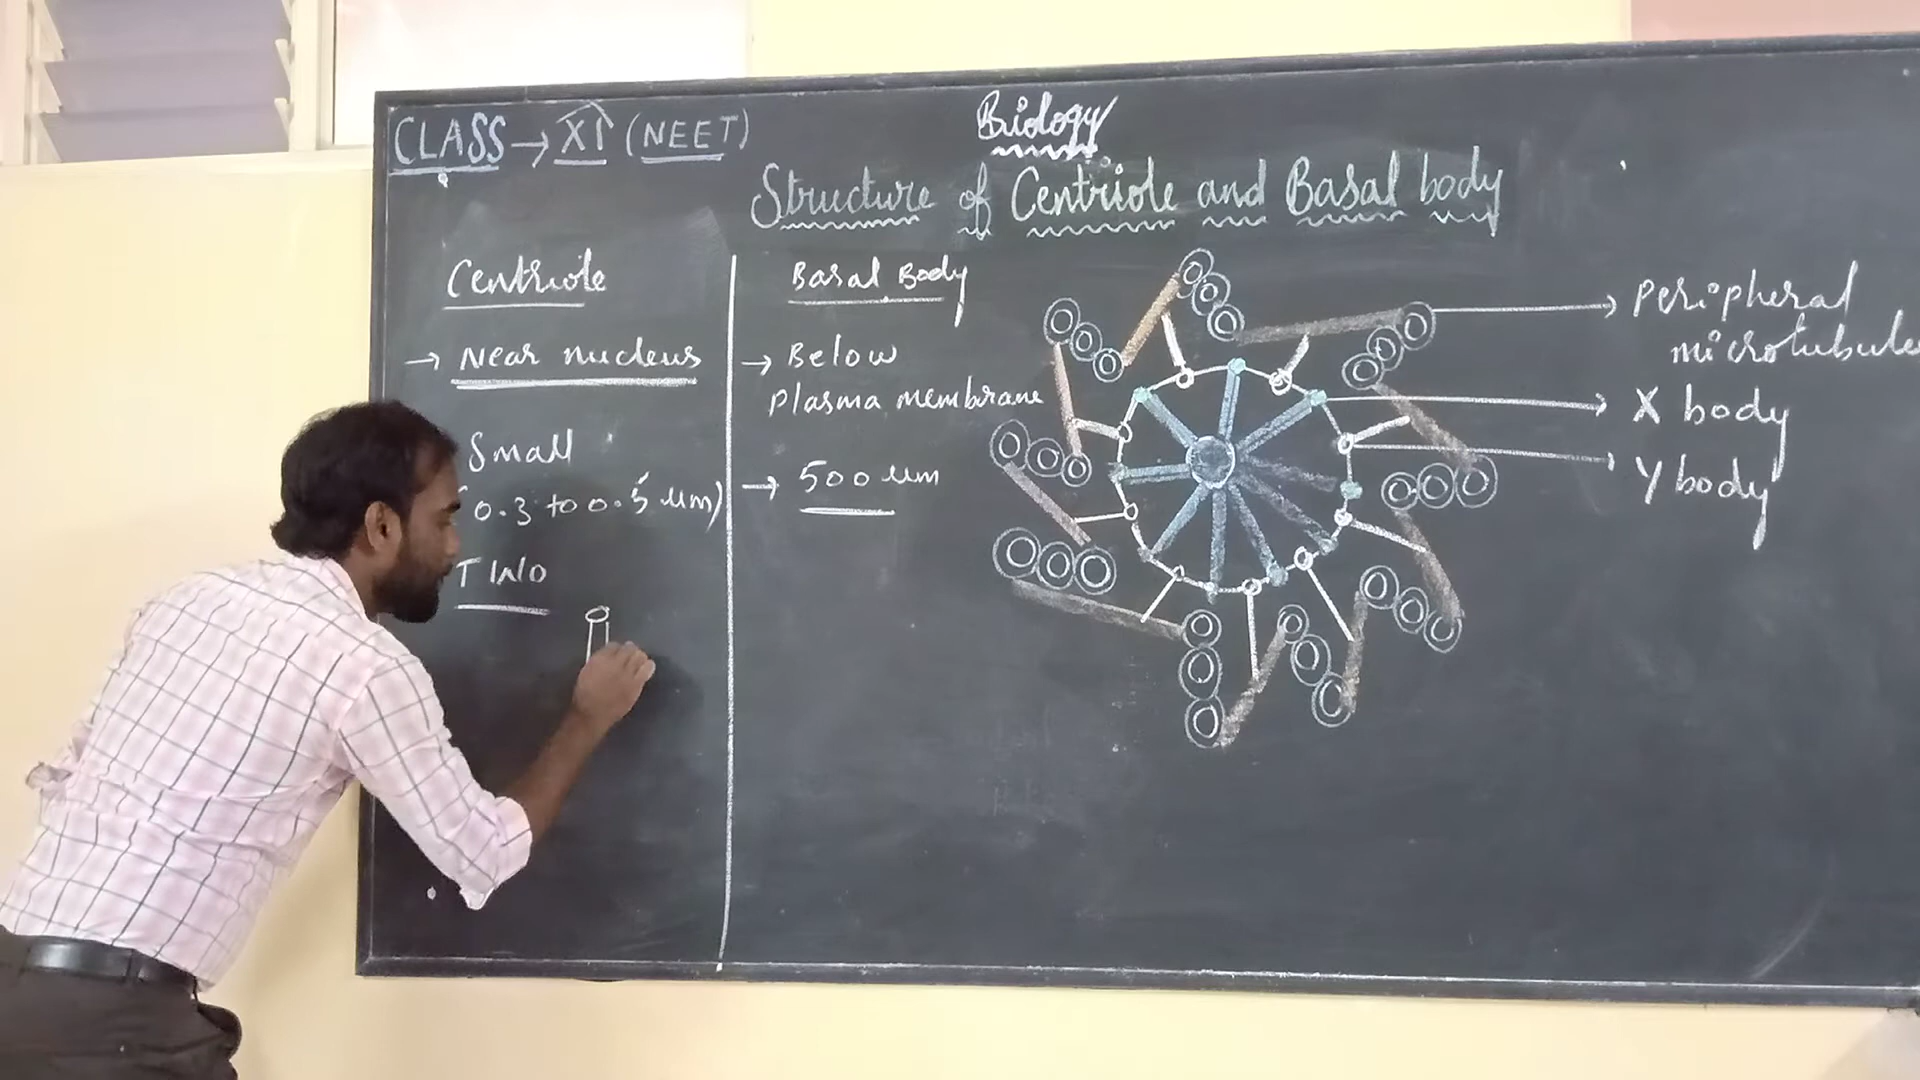 CLASS → XI (NEET)
Biology
Structure of Centriole and Basal body
Centriole
→ Near nucleus
Small
(0.3 to 0.5 um)
TWO
Basal Body
→ Below
plasma membrane
→ 500 um
Peripheral
microtubule
X body
Y body